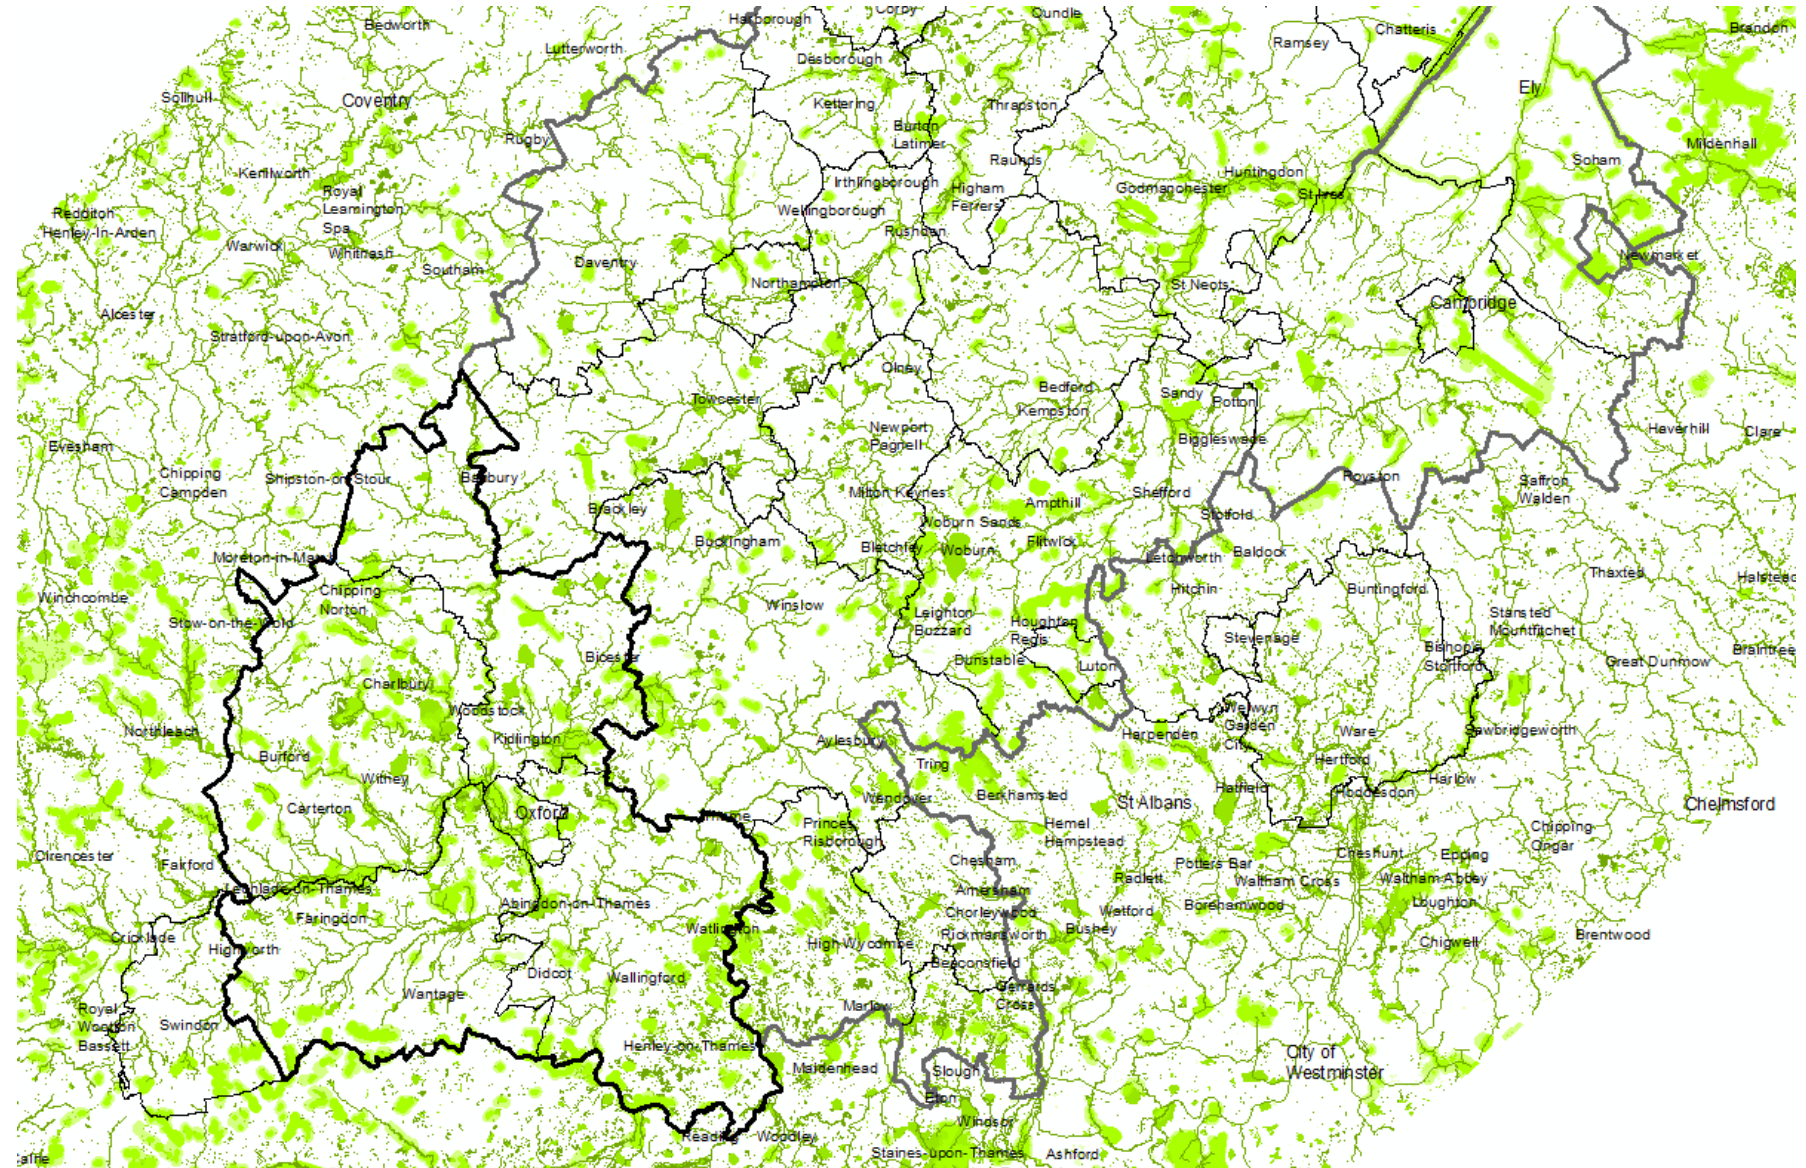 Bedworth
Harborough
Corby
Oundle
Chatteris
Brandon
Lutterworth
Desborough
Ramsey
Solihull
Coventry
Kettering
Thrapston
Ely
Rugby
Burton
Latimer
Raunds
Soham
Mildenhall
Kenilworth
Royal
Leamington
Spa
Irthlingborough
Higham
Ferrers
Godmanchester
Huntingdon
St Ives
Redditch
Henley-In-Arden
Wellingborough
Rushden
Warwick
Whitnash
Southam
Daventry
Northampton
St Neots
Newmarket
Alcester
Cambridge
Stratford-upon-Avon
Olney
Bedford
Kempston
Sandy
Potton
Towcester
Newport
Pagnell
Biggleswade
Haverhill
Clare
Evesham
Chipping
Campden
Shipston-on-Stour
Banbury
Milton Keynes
Ampthill
Shefford
Royston
Saffron
Walden
Brackley
Woburn Sands
Stotfold
Buckingham
Bletchley
Woburn
Flitwick
Letchworth
Baldock
Moreton-in-Marsh
Chipping
Norton
Hitchin
Buntingford
Thaxted
Halstead
Winchcombe
Stow-on-the-Wold
Winslow
Leighton
Buzzard
Houghton
Regis
Stevenage
Stansted
Mountfitchet
Bicester
Dunstable
Luton
Bishops
Stortford
Great Dunmow
Braintree
Charlbury
Woodstock
Welwyn
Garden
City
Northleach
Kidlington
Aylesbury
Harpenden
Ware
Sawbridgeworth
Burford
Witney
Tring
Hertford
Harlow
Carterton
Oxford
Wendover
Berkhamsted
St Albans
Hatfield
Hoddesdon
Chelmsford
Princes
Risborough
Hemel
Hempstead
Chipping
Ongar
Cirencester
Fairford
Chesham
Potters Bar
Cheshunt
Epping
Lechlade-on-Thames
Amersham
Radlett
Waltham Cross
Waltham Abbey
Faringdon
Abingdon-on-Thames
Chorleywood
Watford
Borehamwood
Loughton
Cricklade
Highworth
Watlington
High Wycombe
Rickmansworth
Bushey
Chigwell
Brentwood
Didcot
Wallingford
Beaconsfield
Wantage
Marlow
Gerrards
Cross
Royal
Wootton
Bassett
Swindon
Henley-on-Thames
Maidenhead
Slough
City of
Westminster
Eton
Reading
Woodley
Windsor
Staines-upon-Thames
Ashford